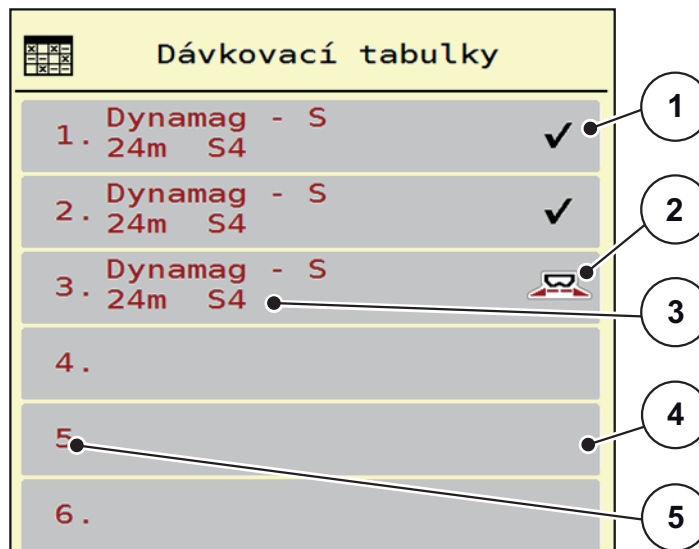 Dávkovací tabulky
1. Dynamag - S
24m S4
2. Dynamag - S
24m S4
3. Dynamag - S
24m S4
4.
5
6.
1
2
3
4
5